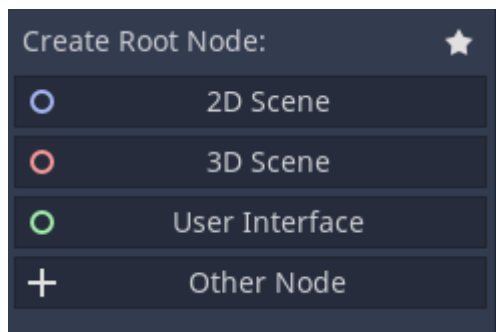 Create Root Node:
2D Scene
3D Scene
User Interface
Other Node